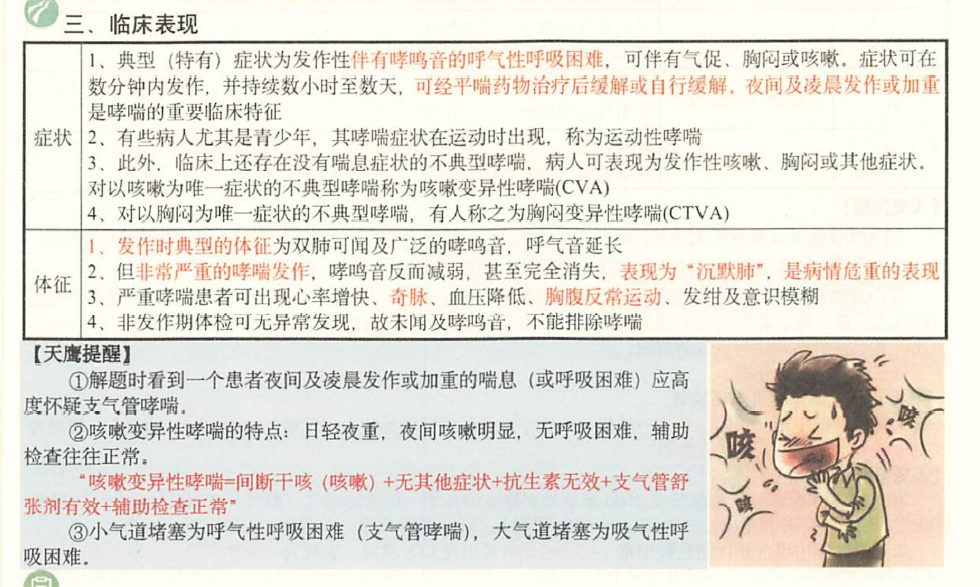 三、临床表现
1、典型（特有）症状为发作性伴有哮鸣音的呼气性呼吸困难，可伴有气促、胸闷或咳嗽。症状可在
数分钟内发作，并持续数小时至数天，可经平喘药物治疗后缓解或自行缓解。夜间及凌晨发作或加重
是哮喘的重要临床特征
症状
2、有些病人尤其是青少年，其哮喘症状在运动时出现，称为运动性哮喘
3、此外，临床上还存在没有喘息症状的不典型哮喘，病人可表现为发作性咳嗽、胸闷或其他症状。
对以咳嗽为唯一症状的不典型哮喘称为咳嗽变异性哮喘(CVA)
4、对以胸闷为唯一症状的不典型哮喘，有人称之为胸闷变异性哮喘(CTVA)
1、发作时典型的体征为双肺可闻及广泛的哮鸣音，呼气音延长
2、但非常严重的哮喘发作，哮鸣音反而减弱，甚至完全消失，表现为“沉默肺”，是病情危重的表现
体征
3、严重哮喘患者可出现心率增快、奇脉、血压降低、胸腹反常运动、发绀及意识模糊
4、非发作期体检可无异常发现，故未闻及哮鸣音，不能排除哮喘
【天鹰提醒】
①解题时看到一个患者夜间及凌晨发作或加重的喘息（或呼吸困难）应高
度怀疑支气管哮喘。
②咳嗽变异性哮喘的特点：日轻夜重，夜间咳嗽明显，无呼吸困难，辅助
检查往往正常。
“咳嗽变异性哮喘=间断干咳（咳嗽）+无其他症状+抗生素无效+支气管舒
张剂有效+辅助检查正常”
③小气道堵塞为呼气性呼吸困难（支气管哮喘），大气道堵塞为吸气性呼
吸困难。
咳
咳
咳